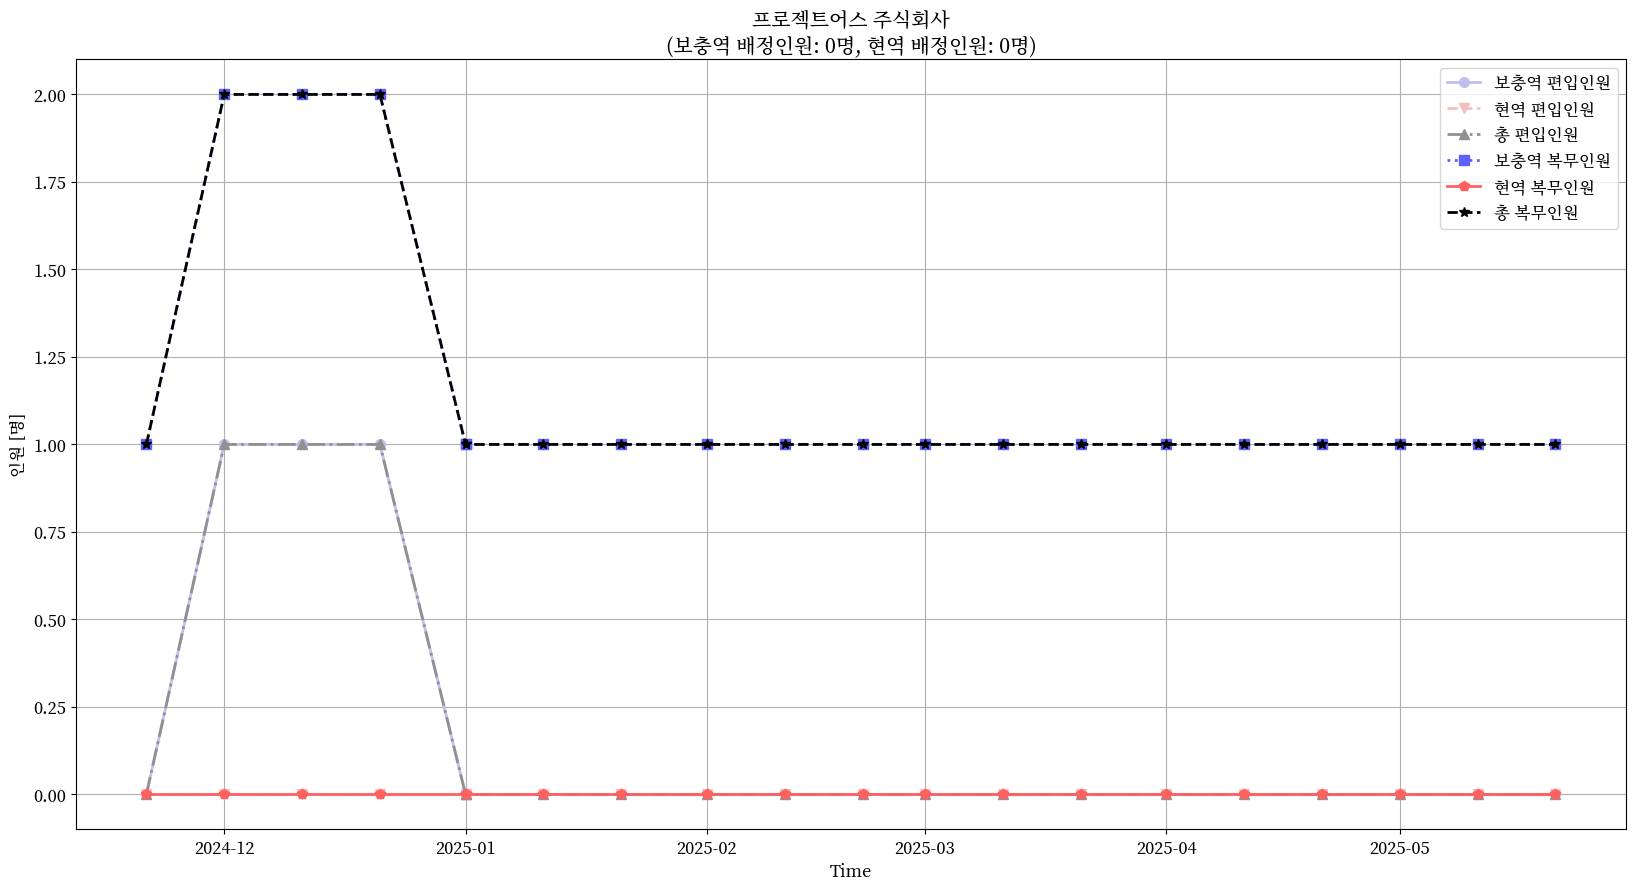 프로젝트어스 주식회사
(보충역 배정인원: 0명, 현역 배정인원: 0명)
보충역 편입인원
현역 편입인원
총 편입인원
보충역 복무인원
현역 복무인원
총 복무인원
인원 [명]
2.00
1.75
1.50
1.25
1.00
0.75
0.50
0.25
0.00
2024-12
2025-01
2025-02
2025-03
2025-04
2025-05
Time